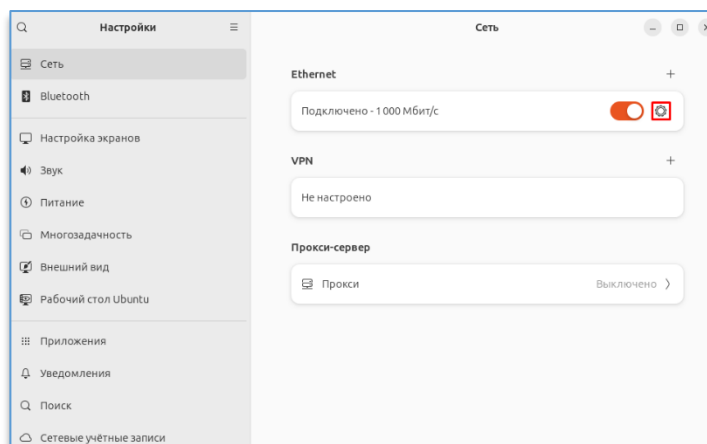 Настройки
Сеть
Bluetooth
Настройка экранов
Звук
Питание
Многозадачность
Внешний вид
Рабочий стол Ubuntu
Приложения
Уведомления
Поиск
Сетевые учётные записи
Сеть
Ethernet
Подключено - 1 000 Мбит/с
VPN
Не настроено
Прокси-сервер
Прокси Выключено